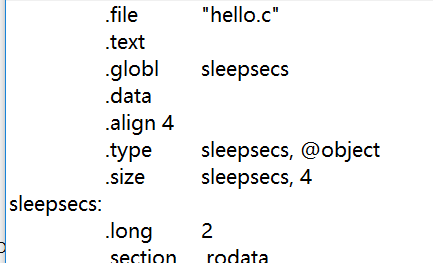 .file "hello.c"
.text
.globl sleepsecs
.data
.align 4
.type sleepsecs, @object
.size sleepsecs, 4
sleepsecs:
.long 2
.section .rodata